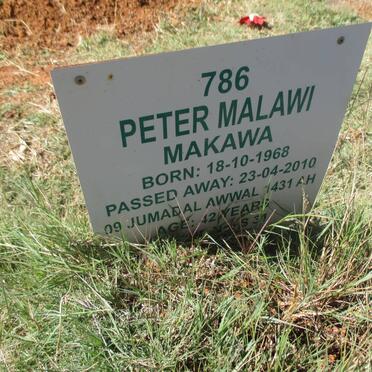 786
PETER MALAWI
MAKAWA
BORN: 18-10-1968
PASSED AWAY: 23-04-2010
09 JUMADAL AWWAL 1431 AH
AGE: 42 YEARS